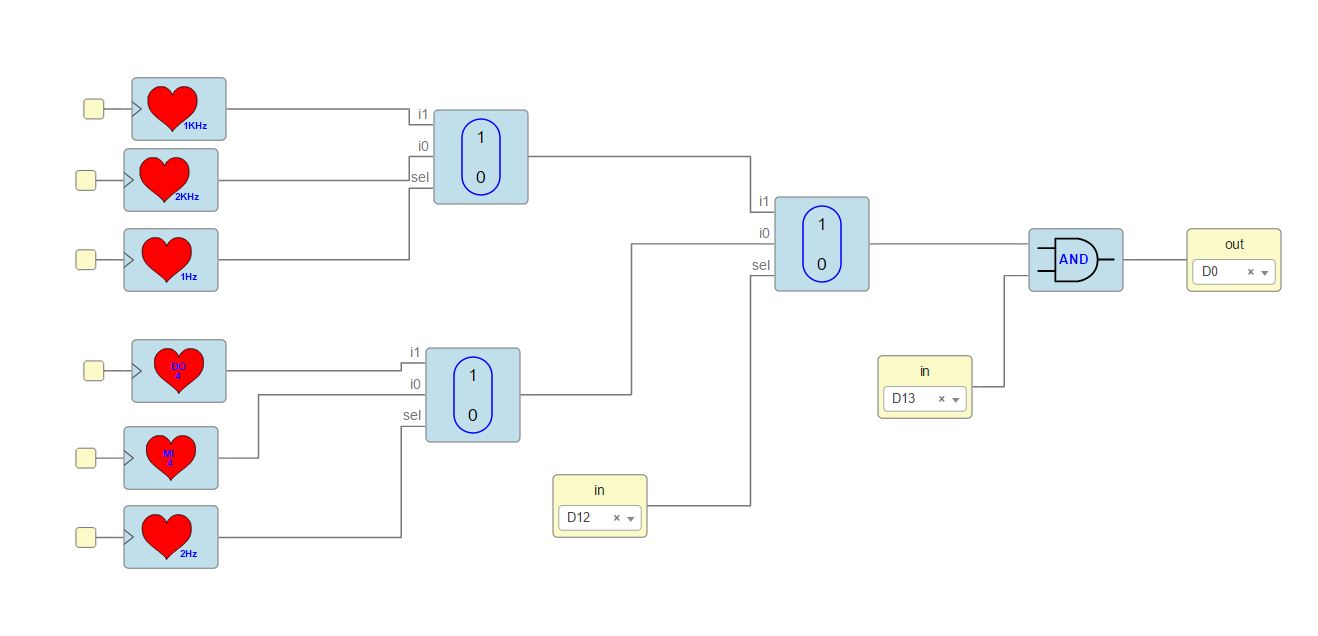 1KHz
2KHz
1Hz
i1
i0
sel
1
0
DO
4
MI
4
2Hz
i1
i0
sel
1
0
in
D12 ×
i1
i0
sel
1
0
in
D13 ×
AND
out
D0 ×